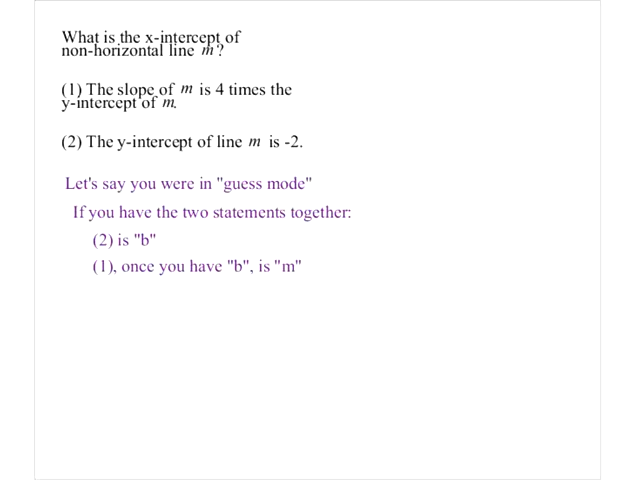 What is the x-intercept of
non-horizontal line m?
(1) The slope of m is 4 times the
y-intercept of m.
(2) The y-intercept of line m is -2.
Let's say you were in "guess mode"
If you have the two statements together:
(2) is "b"
(1), once you have "b", is "m"